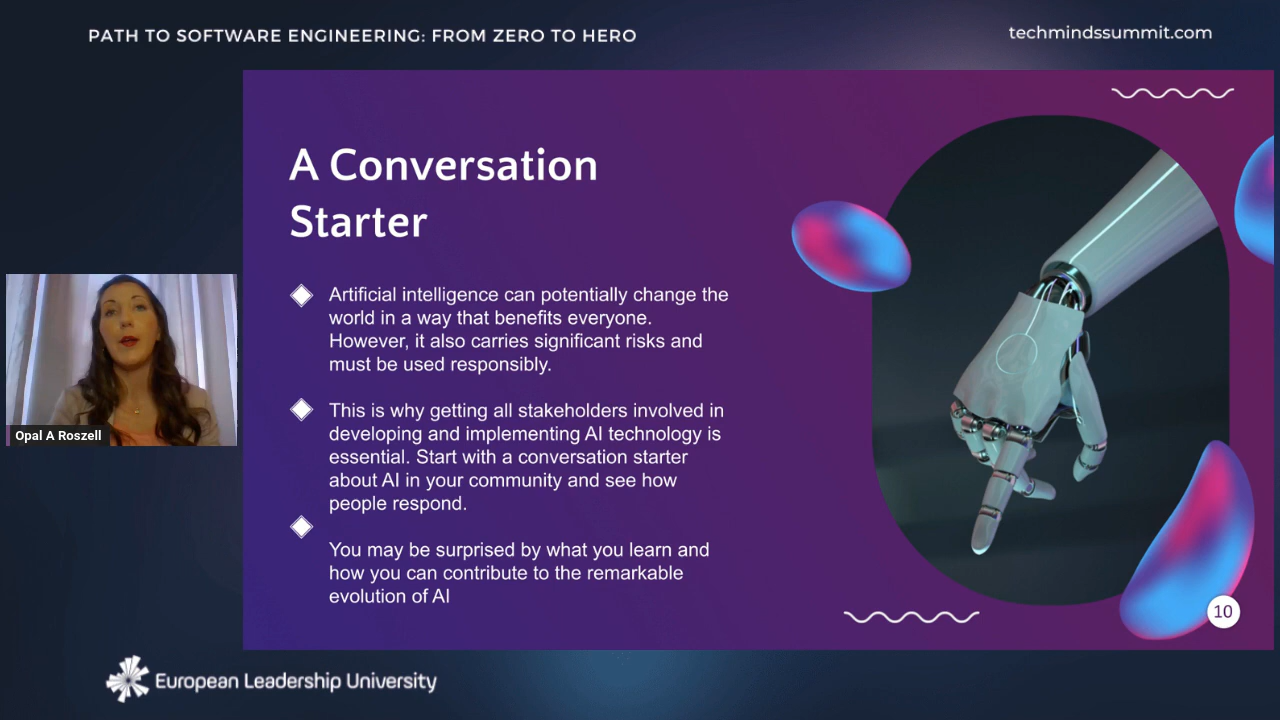 PATH TO SOFTWARE ENGINEERING: FROM ZERO TO HERO
techmindssummit.com
A Conversation
Starter
Artificial intelligence can potentially change the
world in a way that benefits everyone.
However, it also carries significant risks and
must be used responsibly.
This is why getting all stakeholders involved in
developing and implementing AI technology is
essential. Start with a conversation starter
about AI in your community and see how
people respond.
You may be surprised by what you learn and
how you can contribute to the remarkable
evolution of AI
Opal A Roszell
10
European Leadership University